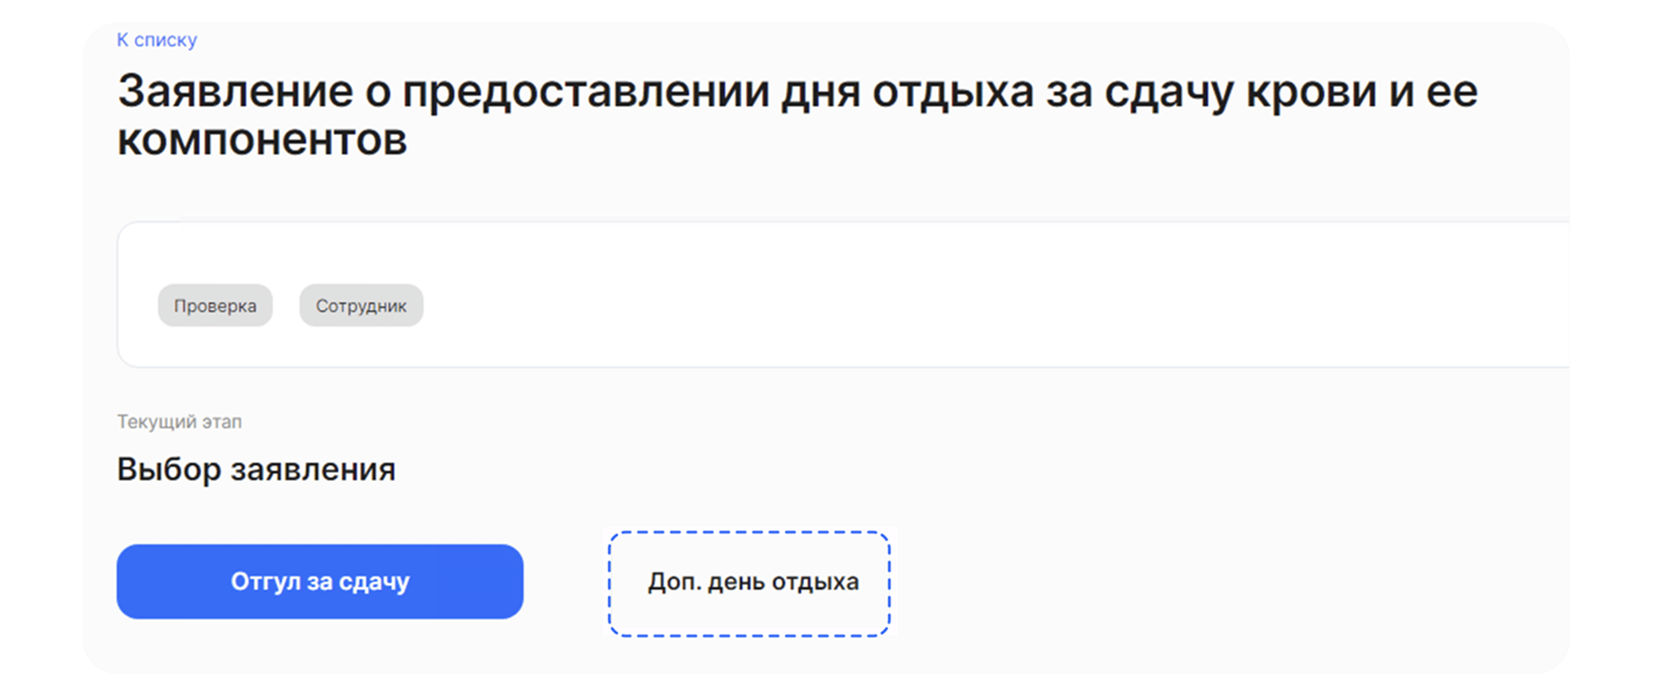 К списку
Заявление о предоставлении дня отдыха за сдачу крови и ее
компонентов
Проверка Сотрудник
Текущий этап
Выбор заявления
Отгул за сдачу Доп. день отдыха